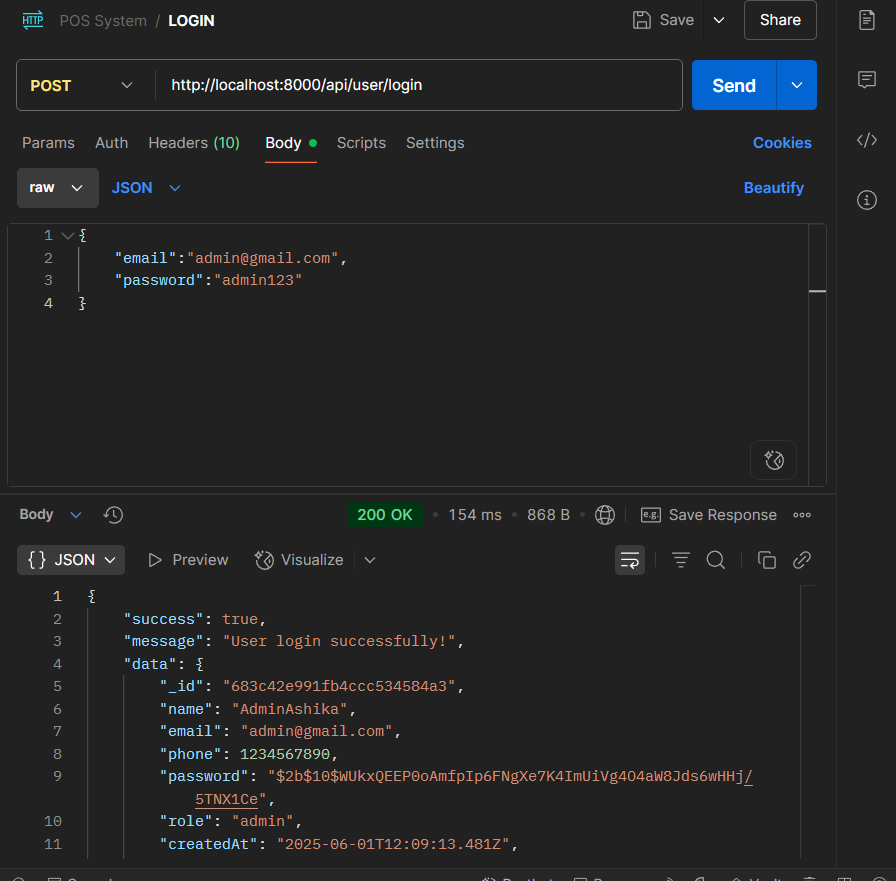 HTTP POS System / LOGIN Save Share
POST http://localhost:8000/api/user/login Send
Params Auth Headers (10) Body Scripts Settings Cookies
raw JSON Beautify
1 {
2 "email":"admin@gmail.com",
3 "password":"admin123"
4 }
Body 200 OK • 154 ms • 868 B • e.g. Save Response
{} JSON Preview Visualize
1 {
2 "success": true,
3 "message": "User login successfully!",
4 "data": {
5 "_id": "683c42e991fb4ccc534584a3",
6 "name": "AdminAshika",
7 "email": "admin@gmail.com",
8 "phone": 1234567890,
9 "password": "$2b$10$WUkxQEEP0oAmfpIp6FNgXe7K4ImUiVg4O4aW8Jds6wHHj/
5TNX1Ce",
10 "role": "admin",
11 "createdAt": "2025-06-01T12:09:13.481Z",